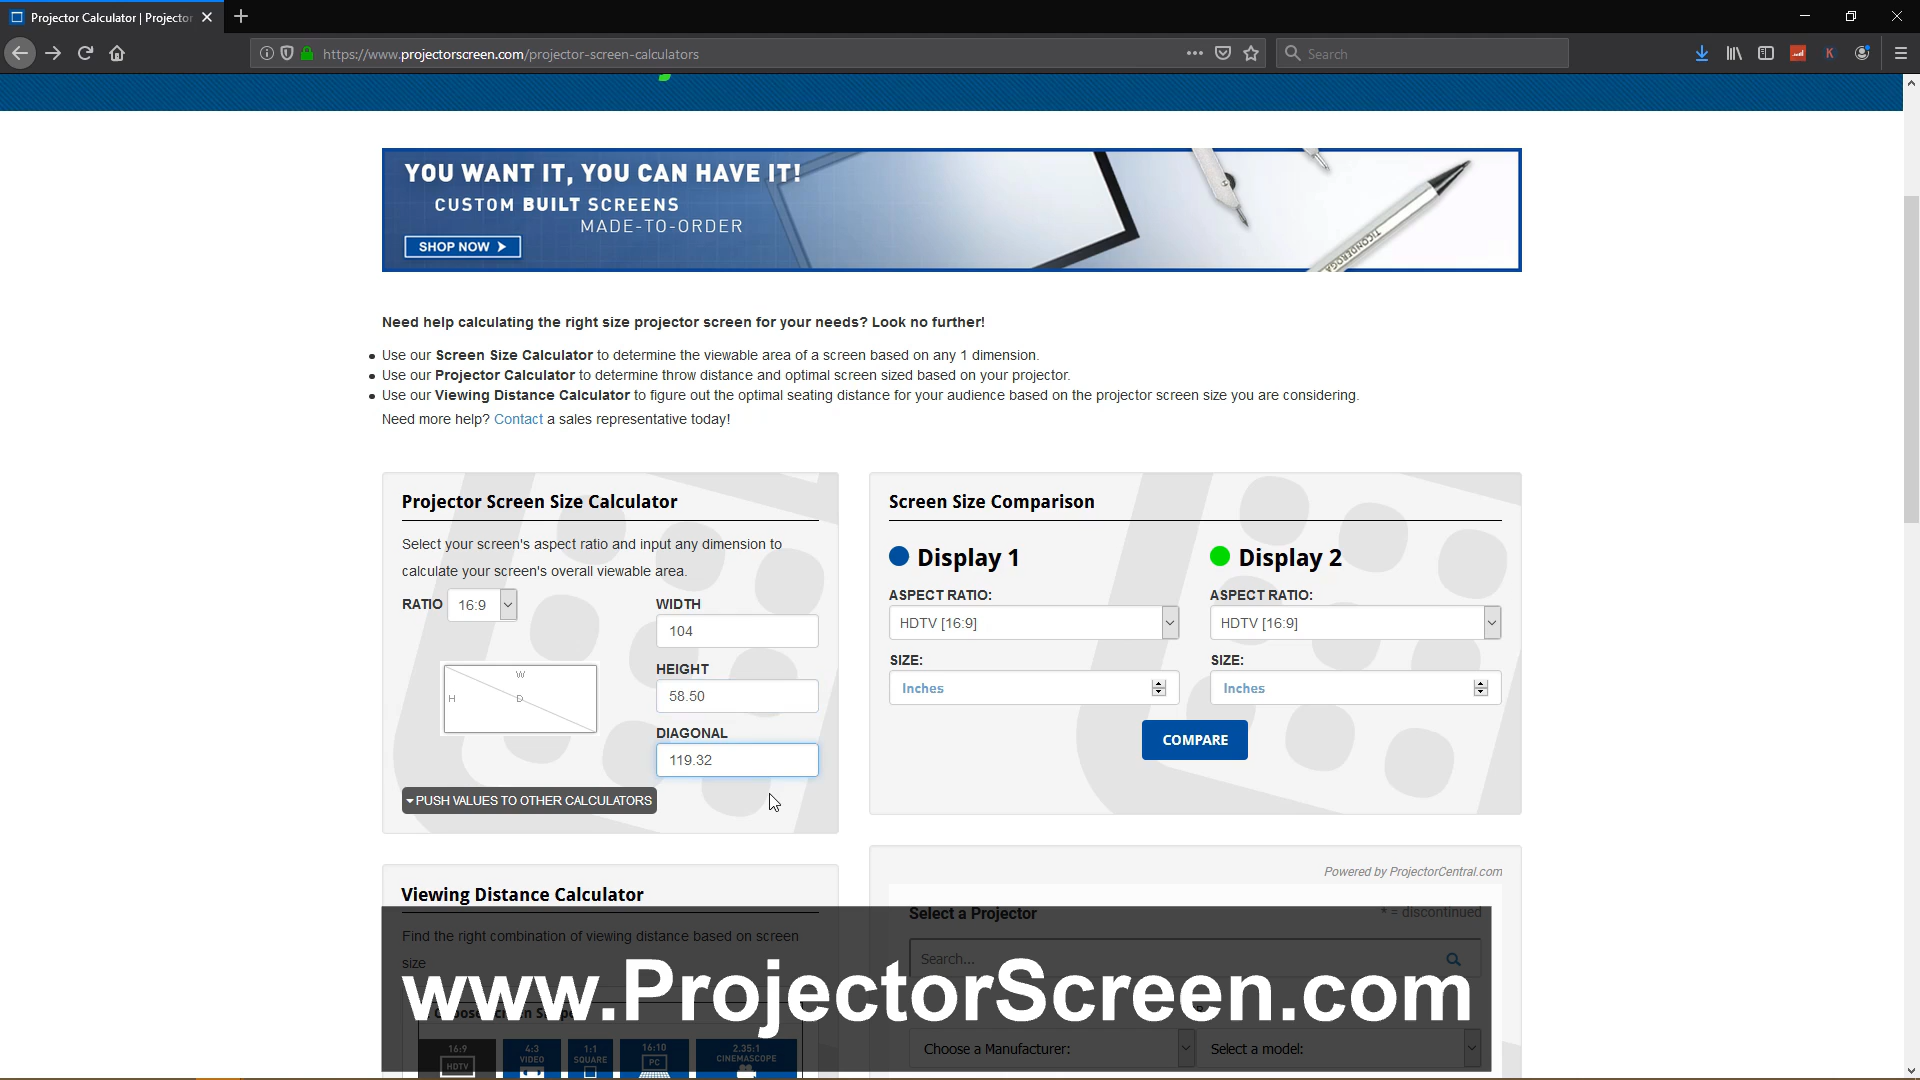 Projector Calculator | Projector
https://www.projectorscreen.com/projector-screen-calculators
Search
K
YOU WANT IT, YOU CAN HAVE IT!
CUSTOM BUILT SCREENS
MADE-TO-ORDER
SHOP NOW
TICONDEROGA
Need help calculating the right size projector screen for your needs? Look no further!
Use our Screen Size Calculator to determine the viewable area of a screen based on any 1 dimension.
Use our Projector Calculator to determine throw distance and optimal screen sized based on your projector.
Use our Viewing Distance Calculator to figure out the optimal seating distance for your audience based on the projector screen size you are considering.
Need more help? Contact a sales representative today!
Projector Screen Size Calculator
Select your screen's aspect ratio and input any dimension to
calculate your screen's overall viewable area.
RATIO 16:9
W
H
D
WIDTH
104
HEIGHT
58.50
DIAGONAL
119.32
PUSH VALUES TO OTHER CALCULATORS
Screen Size Comparison
Display 1
ASPECT RATIO:
HDTV [16:9]
SIZE:
Inches
Display 2
ASPECT RATIO:
HDTV [16:9]
SIZE:
Inches
COMPARE
Viewing Distance Calculator
Find the right combination of viewing distance based on screen
size
16:9
HDTV
4:3
VIDEO
1:1
SQUARE
16:10
PC
2.35:1
CINEMASCOPE
Powered by ProjectorCentral.com
Select a Projector
* = discontinued
Search...
Choose a Manufacturer:
Select a model:
www.ProjectorScreen.com